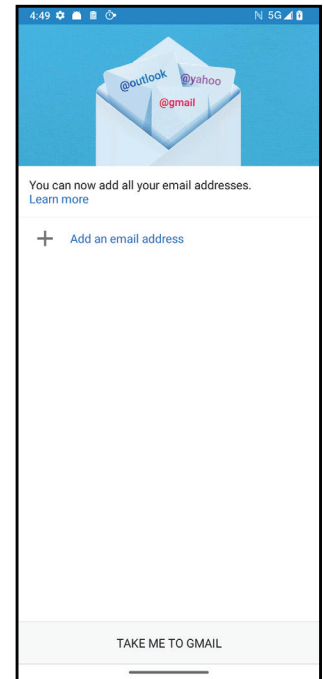 4:49 5G
@outlook @yahoo
@gmail
You can now add all your email addresses.
Learn more
Add an email address
TAKE ME TO GMAIL